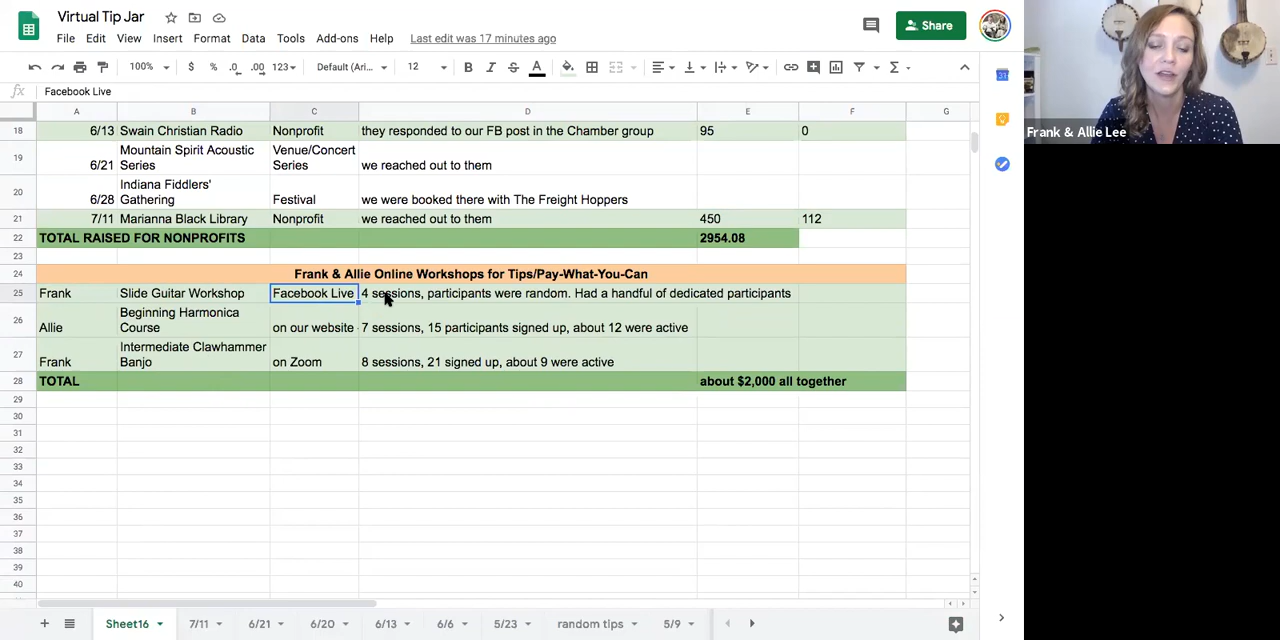 Virtual Tip Jar
File Edit View Insert Format Data Tools Add-ons Help Last edit was 17 minutes ago
Share
100% $ % .0 .00 123 Default (Ari... 12 B I S A
fx Facebook Live
A B C D E F G
18 6/13 Swain Christian Radio Nonprofit they responded to our FB post in the Chamber group 95 0
Mountain Spirit Acoustic Venue/Concert
19 6/21 Series Series we reached out to them
Indiana Fiddlers'
20 6/28 Gathering Festival we were booked there with The Freight Hoppers
21 7/11 Marianna Black Library Nonprofit we reached out to them 450 112
22 TOTAL RAISED FOR NONPROFITS 2954.08
23
24 Frank & Allie Online Workshops for Tips/Pay-What-You-Can
25 Frank Slide Guitar Workshop Facebook Live 4 sessions, participants were random. Had a handful of dedicated participants
Beginning Harmonica
26 Allie Course on our website 7 sessions, 15 participants signed up, about 12 were active
Intermediate Clawhammer
27 Frank Banjo on Zoom 8 sessions, 21 signed up, about 9 were active
28 TOTAL about $2,000 all together
29
30
31
32
33
34
35
36
37
38
39
40
Sheet16 7/11 6/21 6/20 6/13 6/6 5/23 random tips 5/9
Frank & Allie Lee